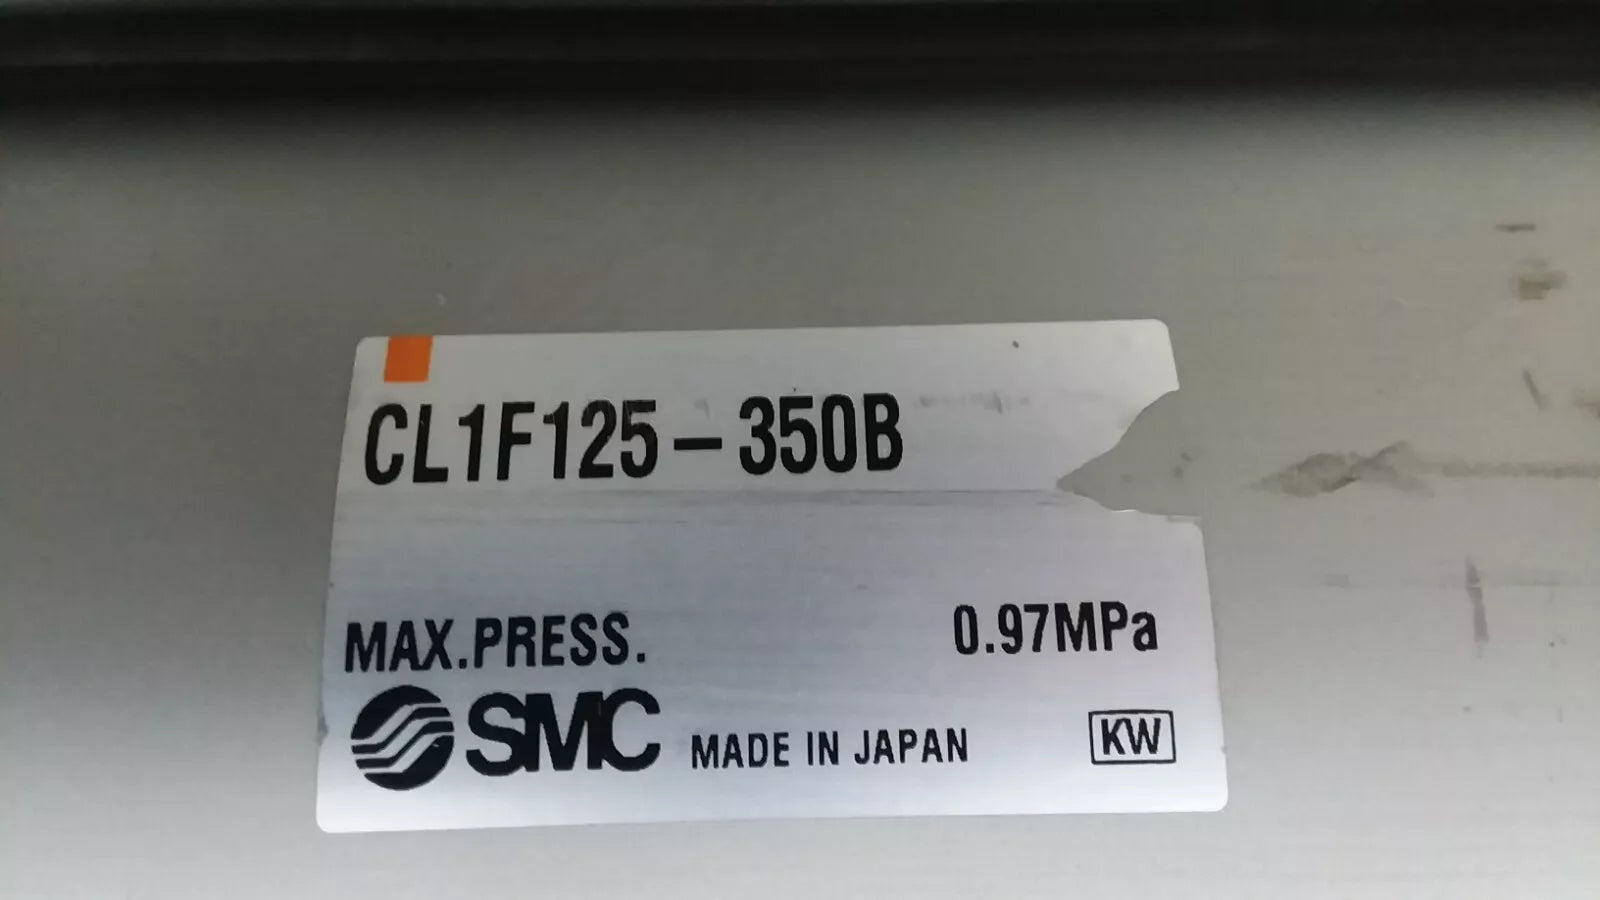 CL1F125-350B
MAX.PRESS. 0.97MPa
SMC MADE IN JAPAN KW